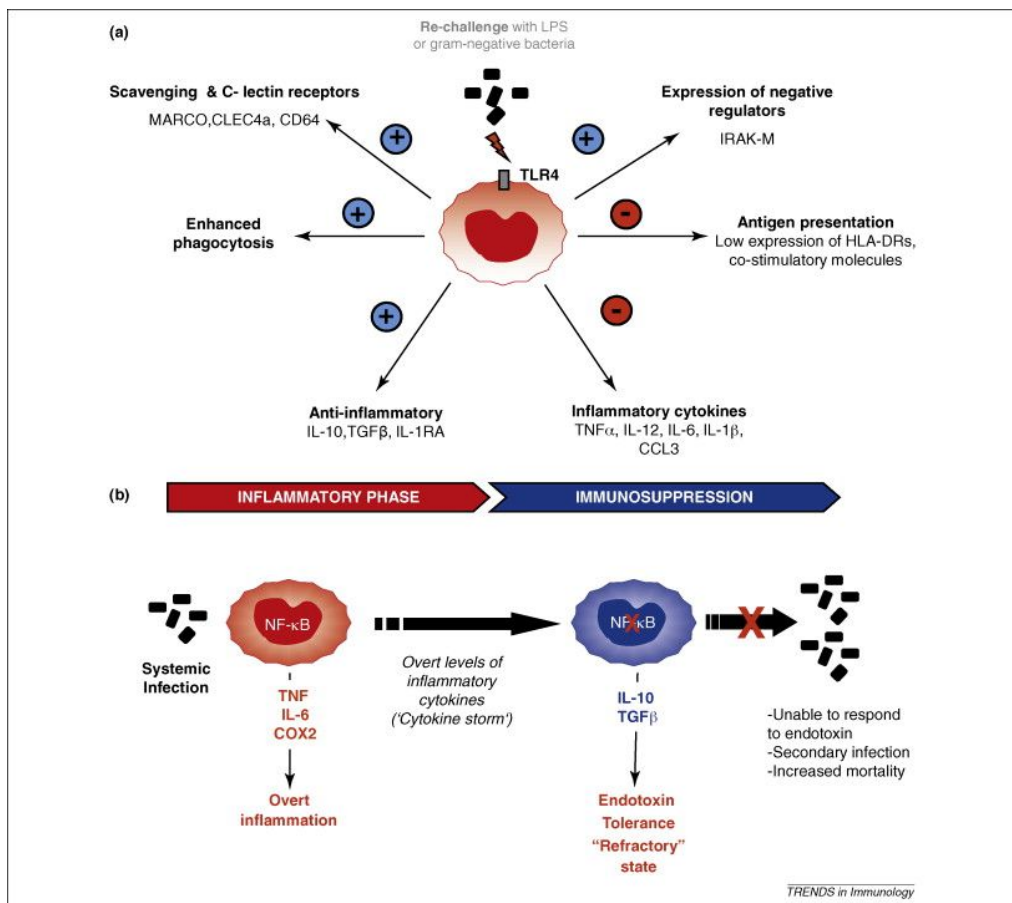 (a)
Re-challenge with LPS
or gram-negative bacteria
Scavenging & C- lectin receptors
MARCO,CLEC4a, CD64
+
+
Expression of negative
regulators
IRAK-M
TLR4
Enhanced
phagocytosis
+
-
Antigen presentation
Low expression of HLA-DRs,
co-stimulatory molecules
+
-
Anti-inflammatory
IL-10,TGFβ, IL-1RA
Inflammatory cytokines
TNFα, IL-12, IL-6, IL-1β,
CCL3
(b)
INFLAMMATORY PHASE
IMMUNOSUPPRESSION
Systemic
Infection
NF-κB
TNF
IL-6
COX2
Overt
inflammation
Overt levels of
inflammatory
cytokines
('Cytokine storm')
NF-κB
X
IL-10
TGFβ
Endotoxin
Tolerance
“Refractory”
state
X
-Unable to respond
to endotoxin
-Secondary infection
-Increased mortality
TRENDS in Immunology